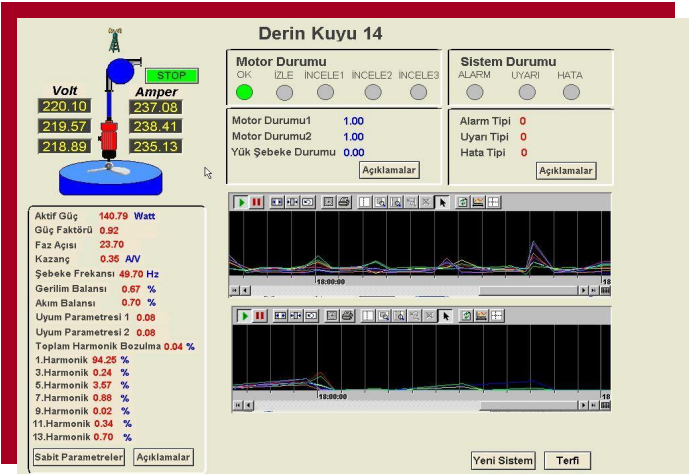 Derin Kuyu 14
STOP
Volt Amper
220.10 237.08
219.57 238.41
218.89 235.13
Motor Durumu
OK İZLE İNCELE1 İNCELE2 İNCELE3
Motor Durumu1 1.00
Motor Durumu2 1.00
Yük Şebeke Durumu 0.00
Açıklamalar
Sistem Durumu
ALARM UYARI HATA
Alarm Tipi 0
Uyarı Tipi 0
Hata Tipi 0
Açıklamalar
Aktif Güç 140.79 Watt
Güç Faktörü 0.92
Faz Açısı 23.70
Kazanç 0.35 A/V
Şebeke Frekansı 49.70 Hz
Gerilim Balansı 0.67 %
Akım Balansı 0.70 %
Uyum Parametresi 1 0.08
Uyum Parametresi 2 0.08
Toplam Harmonik Bozulma 0.04 %
1.Harmonik 94.25 %
3.Harmonik 0.24 %
5.Harmonik 3.57 %
7.Harmonik 0.88 %
9.Harmonik 0.02 %
11.Harmonik 0.34 %
13.Harmonik 0.70 %
Sabit Parametreler Açıklamalar
18:00:00 18
18:00:00 18
Yeni Sistem Terfi